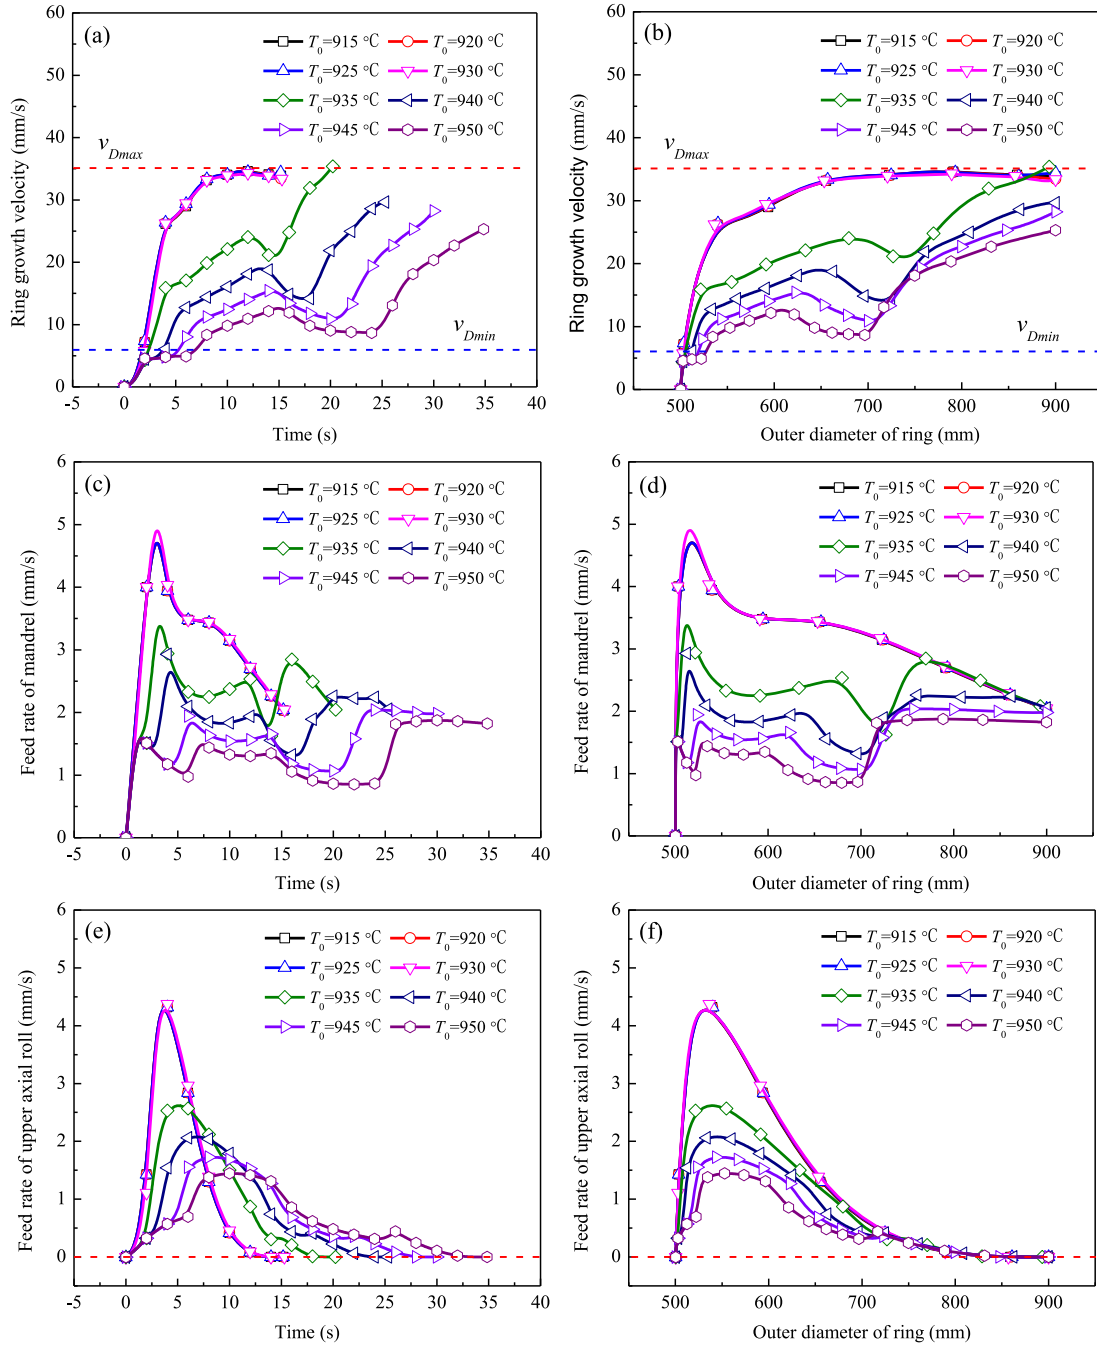 (a)
T0=915 ℃ T0=920 ℃
T0=925 ℃ T0=930 ℃
T0=935 ℃ T0=940 ℃
T0=945 ℃ T0=950 ℃
vDmax
vDmin
Ring growth velocity (mm/s)
60
50
40
30
20
10
0
-5 0 5 10 15 20 25 30 35 40
Time (s)
(b)
T0=915 ℃ T0=920 ℃
T0=925 ℃ T0=930 ℃
T0=935 ℃ T0=940 ℃
T0=945 ℃ T0=950 ℃
vDmax
vDmin
Ring growth velocity (mm/s)
60
50
40
30
20
10
0
500 600 700 800 900
Outer diameter of ring (mm)
(c)
T0=915 ℃ T0=920 ℃
T0=925 ℃ T0=930 ℃
T0=935 ℃ T0=940 ℃
T0=945 ℃ T0=950 ℃
Feed rate of mandrel (mm/s)
6
5
4
3
2
1
0
-5 0 5 10 15 20 25 30 35 40
Time (s)
(d)
T0=915 ℃ T0=920 ℃
T0=925 ℃ T0=930 ℃
T0=935 ℃ T0=940 ℃
T0=945 ℃ T0=950 ℃
Feed rate of mandrel (mm/s)
6
5
4
3
2
1
0
500 600 700 800 900
Outer diameter of ring (mm)
(e)
T0=915 ℃ T0=920 ℃
T0=925 ℃ T0=930 ℃
T0=935 ℃ T0=940 ℃
T0=945 ℃ T0=950 ℃
Feed rate of upper axial roll (mm/s)
6
5
4
3
2
1
0
-5 0 5 10 15 20 25 30 35 40
Time (s)
(f)
T0=915 ℃ T0=920 ℃
T0=925 ℃ T0=930 ℃
T0=935 ℃ T0=940 ℃
T0=945 ℃ T0=950 ℃
Feed rate of upper axial roll (mm/s)
6
5
4
3
2
1
0
500 600 700 800 900
Outer diameter of ring (mm)